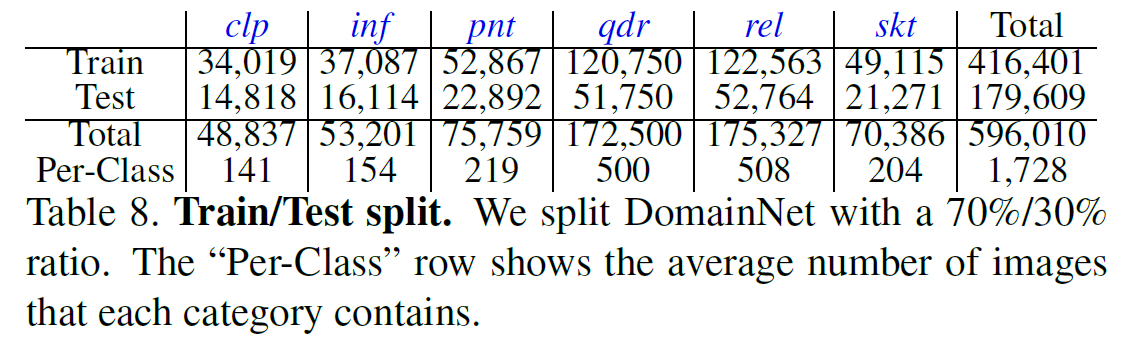 clp inf pnt qdr rel skt Total
Train 34,019 37,087 52,867 120,750 122,563 49,115 416,401
Test 14,818 16,114 22,892 51,750 52,764 21,271 179,609
Total 48,837 53,201 75,759 172,500 175,327 70,386 596,010
Per-Class 141 154 219 500 508 204 1,728
Table 8. Train/Test split. We split DomainNet with a 70%/30%
ratio. The “Per-Class” row shows the average number of images
that each category contains.